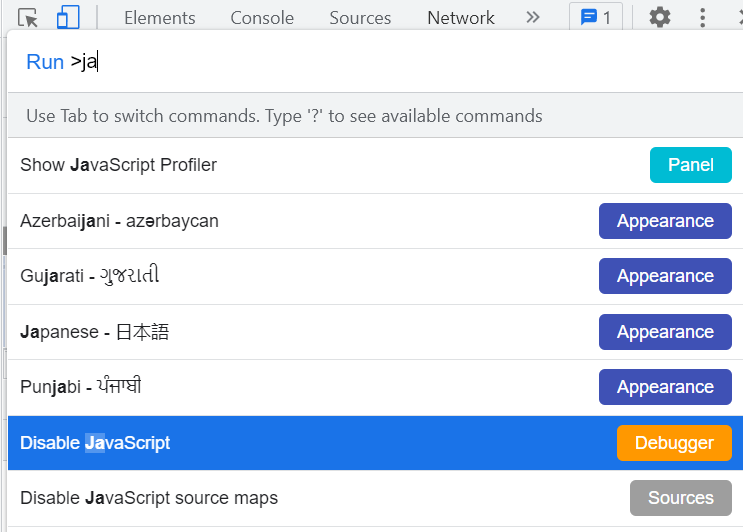 Elements Console Sources Network 1
Run >ja
Use Tab to switch commands. Type '?' to see available commands
Show JavaScript Profiler Panel
Azerbaijani - azərbaycan Appearance
Gujarati - ગુજરાતી Appearance
Japanese - 日本語 Appearance
Punjabi - ਪੰਜਾਬੀ Appearance
Disable JavaScript Debugger
Disable JavaScript source maps Sources